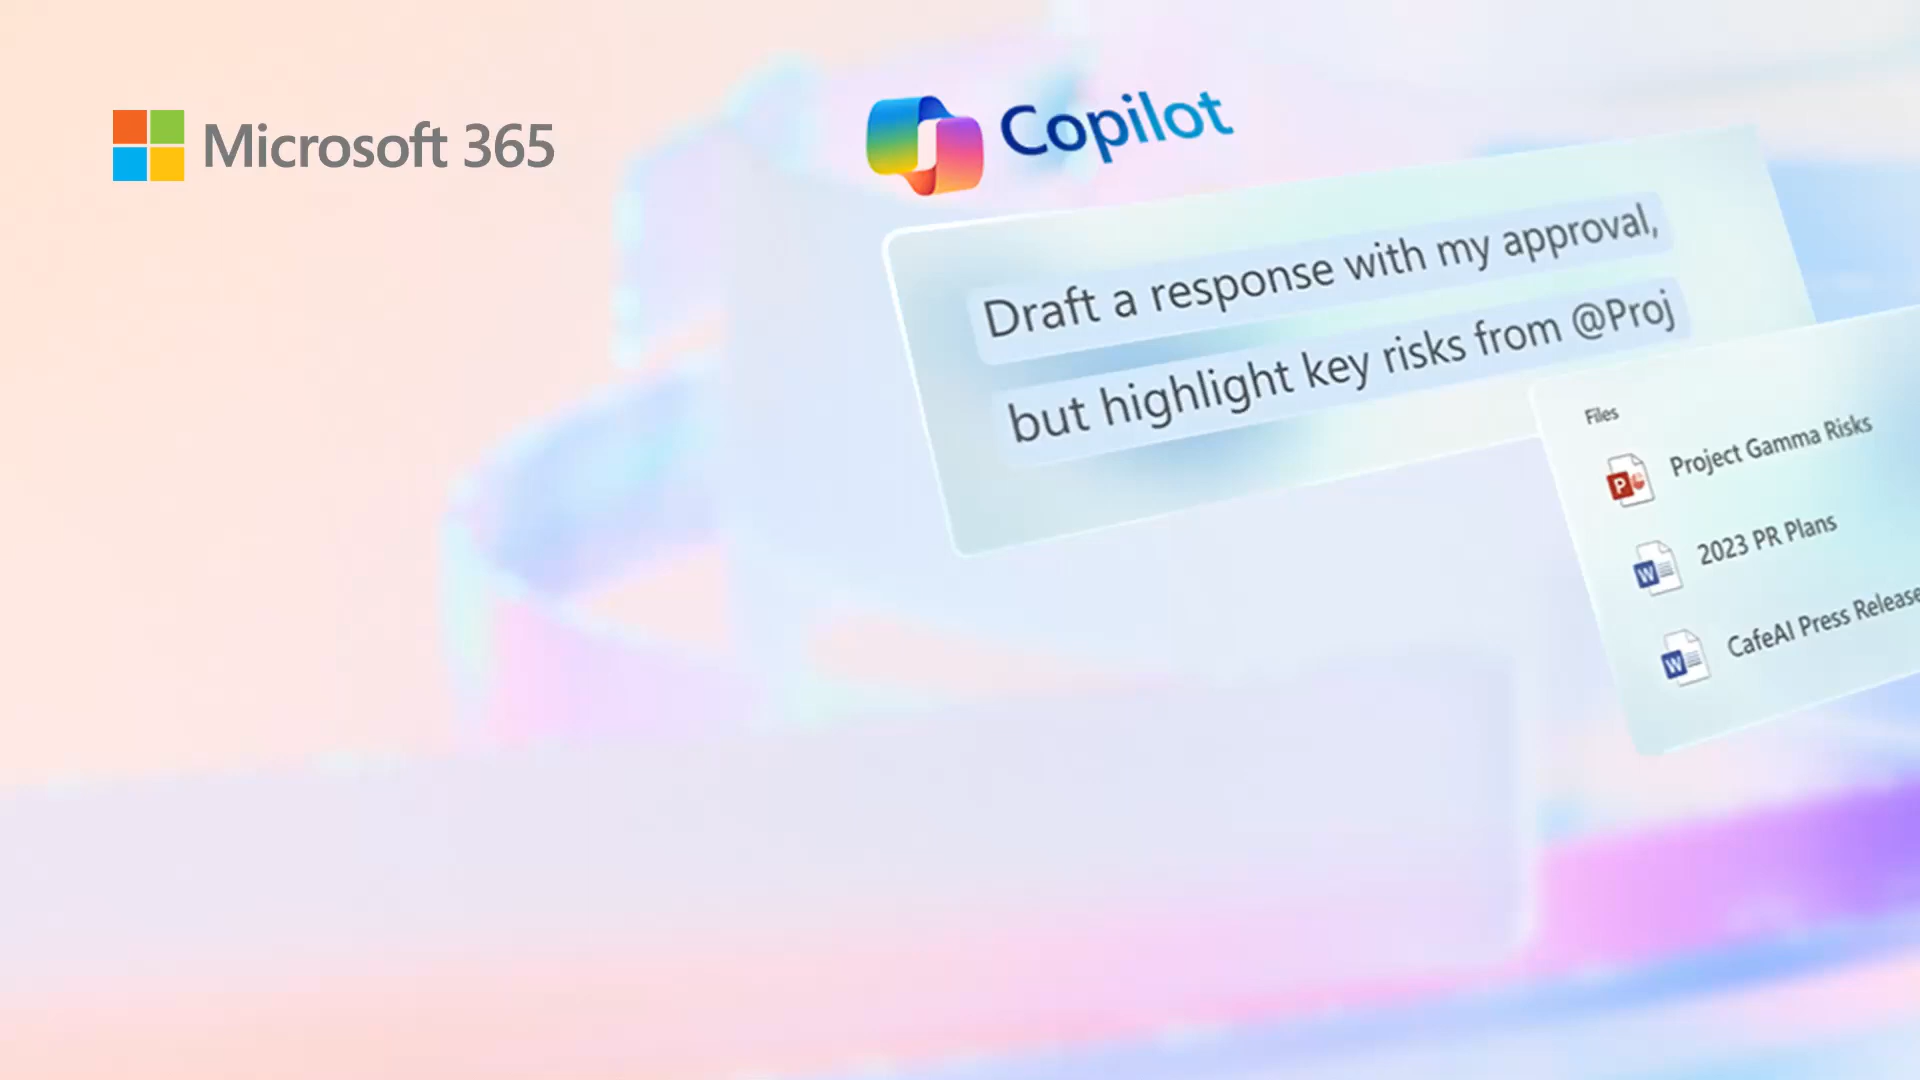 Microsoft 365
Copilot
Draft a response with my approval,
but highlight key risks from @Proj
Files
Project Gamma Risks
2023 PR Plans
CafeAI Press Release